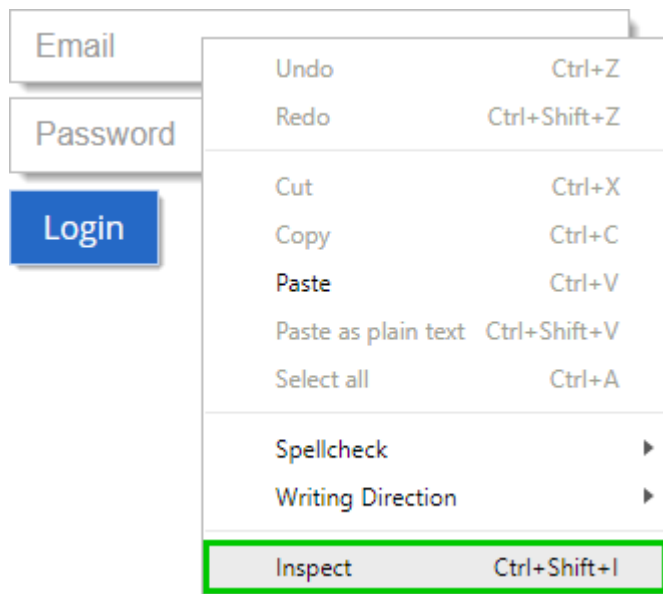 Email
Password
Login
Undo Ctrl+Z
Redo Ctrl+Shift+Z
Cut Ctrl+X
Copy Ctrl+C
Paste Ctrl+V
Paste as plain text Ctrl+Shift+V
Select all Ctrl+A
Spellcheck
Writing Direction
Inspect Ctrl+Shift+I